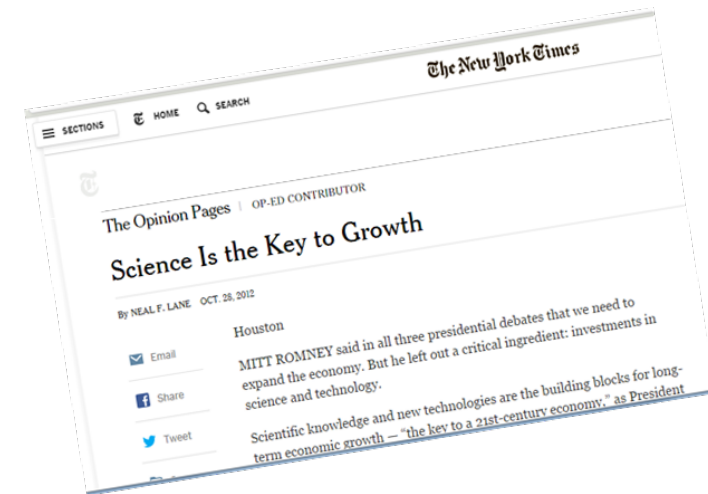 The New York Times
SECTIONS HOME SEARCH
The Opinion Pages | OP-ED CONTRIBUTOR
Science Is the Key to Growth
By NEAL F. LANE OCT. 28, 2012
Houston
Email
MITT ROMNEY said in all three presidential debates that we need to
expand the economy. But he left out a critical ingredient: investments in
science and technology.
Share
Tweet
Scientific knowledge and new technologies are the building blocks for long-
term economic growth — “the key to a 21st-century economy,” as President